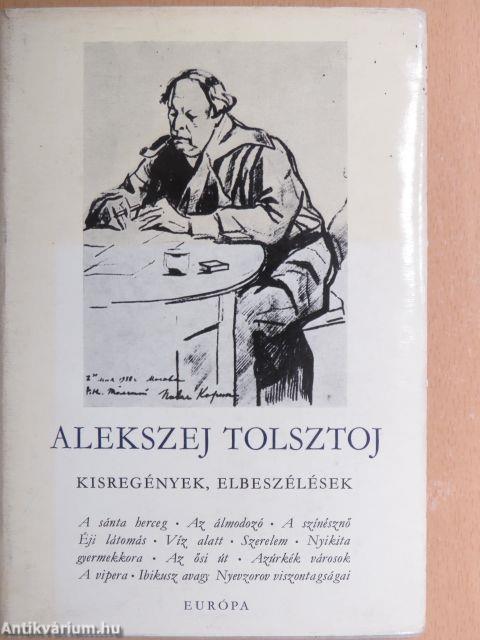 ALEKSZEJ TOLSZTOJ
KISREGÉNYEK, ELBESZÉLÉSEK
A sánta herceg · Az álmodozó · A színésznő
Éji látomás · Víz alatt · Szerelem · Nyikita
gyermekkora · Az ősi út · Azúrkék városok
A vipera · Ibikusz avagy Nyevzorov viszontagságai
EURÓPA
Antikvárium.hu